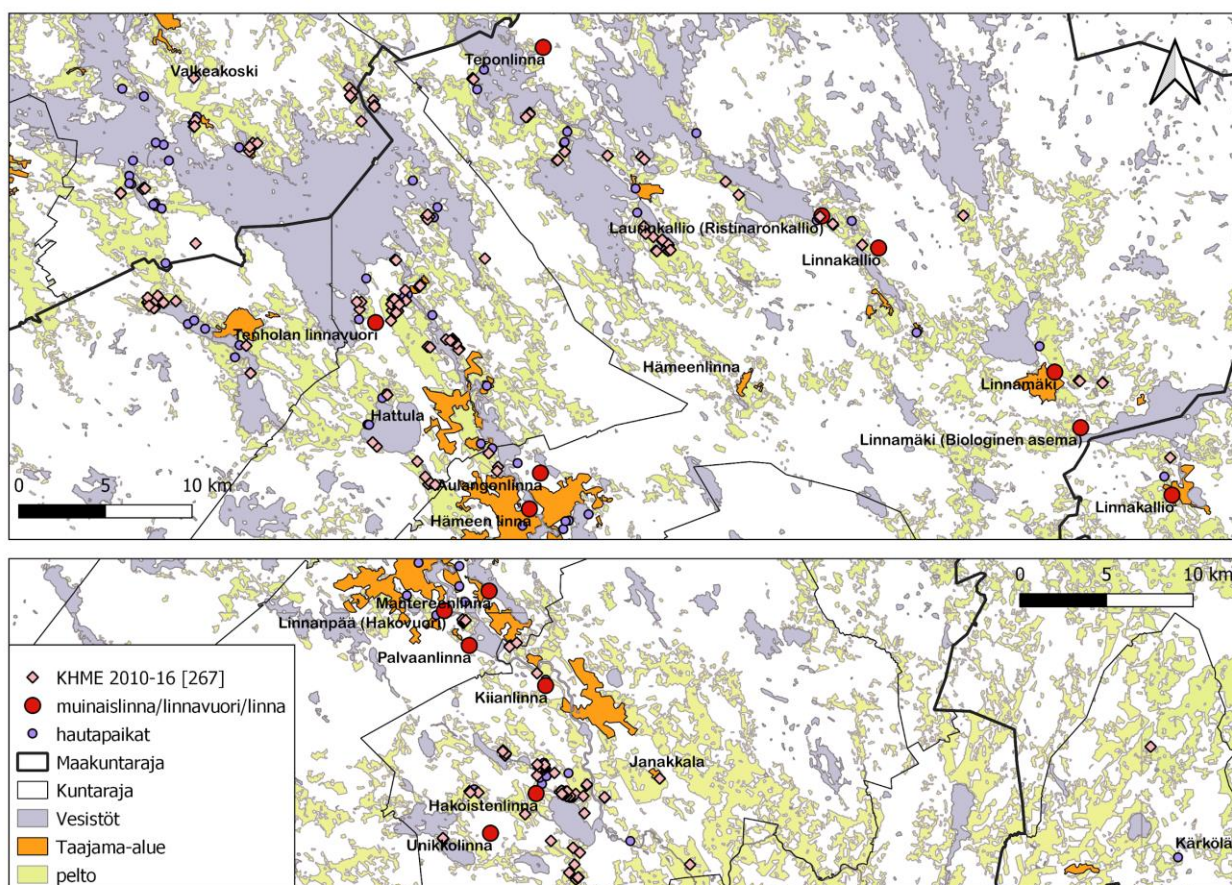 Teponlinna
Valkeakoski
Lauriokallio (Ristinaronkallio)
Linnakallio
Tenholan linnavuori
Hämeenlinna
Linnamäki
Hattula
Linnamäki (Biologinen asema)
0 5 10 km
Aulangonlinna
Linnakallio
Hämeen linna
0 5 10 km
Mantereenlinna
Linnanpää (Hakovuori)
Palvaanlinna
KHME 2010-16 [267]
muinaislinna/linnavuori/linna
hautapaikat
Maakuntaraja
Kuntaraja
Vesistöt
Taajama-alue
pelto
Kiianlinna
Janakkala
Hakoistenlinna
Unikkolinna
Kärkölä